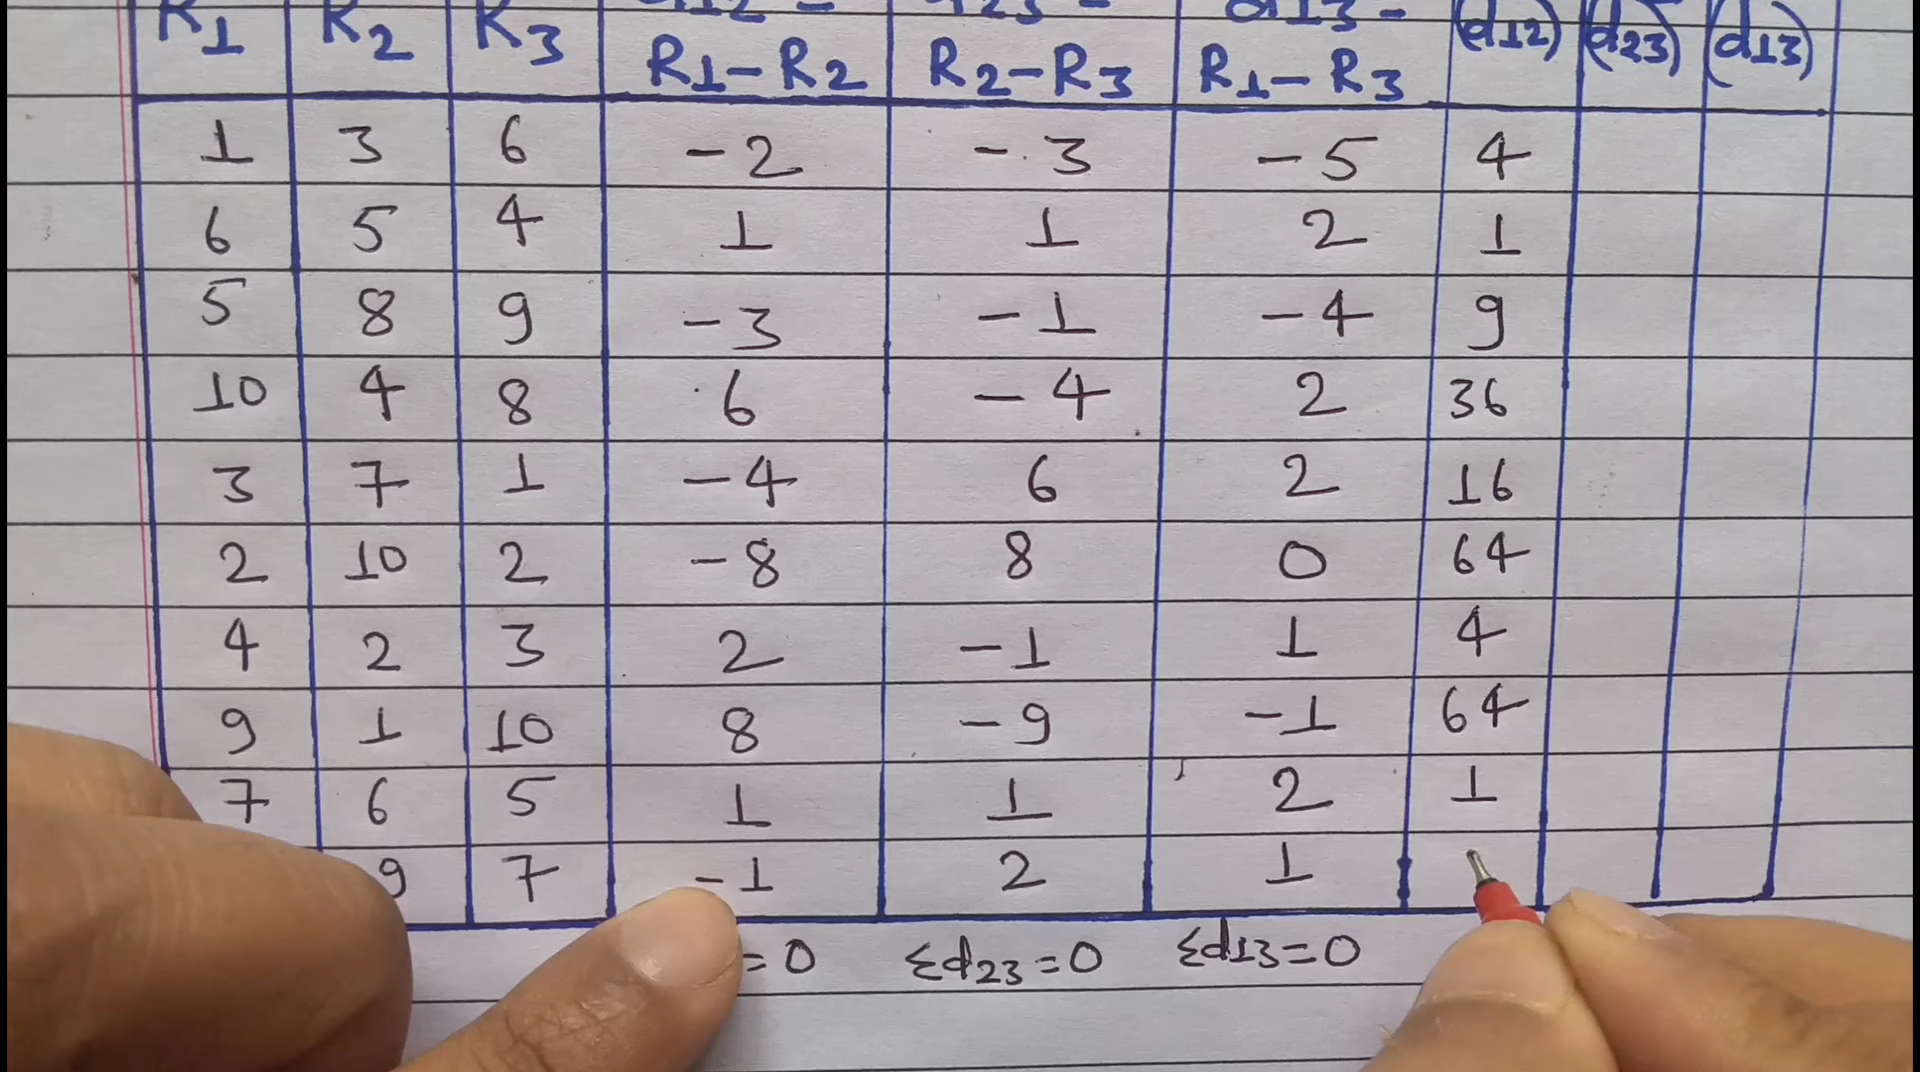 R1 R2 R3 d12 = d23 = d13 = (d12) (d23) (d13)
R1-R2 R2-R3 R1-R3
1 3 6 -2 -3 -5 4
6 5 4 1 1 2 1
5 8 9 -3 -1 -4 9
10 4 8 6 -4 2 36
3 7 1 -4 6 2 16
2 10 2 -8 8 0 64
4 2 3 2 -1 1 4
9 1 10 8 -9 -1 64
7 6 5 1 1 2 1
9 7 -1 2 1
=0 Σd23=0 Σd13=0